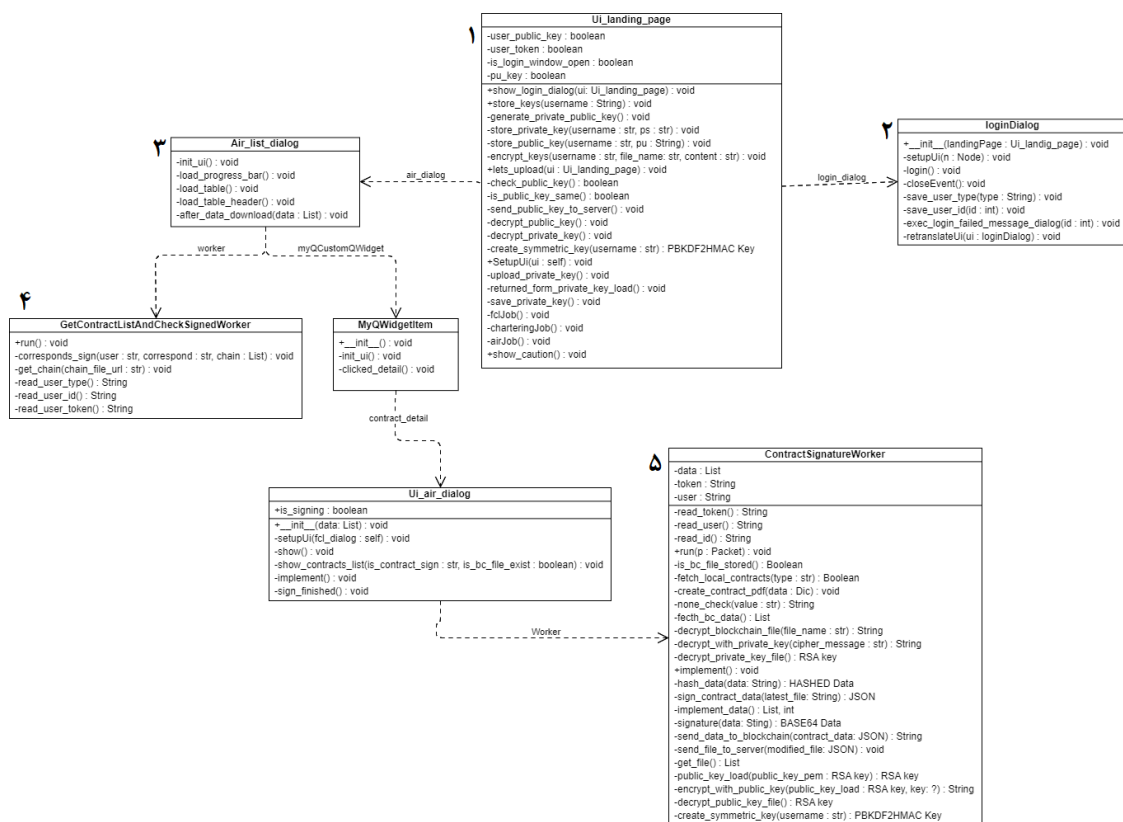 ۱
Ui_landing_page
-user_public_key : boolean
-user_token : boolean
-is_login_window_open : boolean
-pu_key : boolean
+show_login_dialog(ui: Ui_landing_page) : void
+store_keys(username : String) : void
-generate_private_public_key() : void
-store_private_key(username : str, ps : str) : void
-store_public_key(username : str, pu : String) : void
-encrypt_keys(username : str, file_name: str, content : str) : void
+lets_upload(ui : Ui_landing_page) : void
-check_public_key() : boolean
-is_public_key_same() : boolean
-send_public_key_to_server() : void
-decrypt_public_key() : void
-decrypt_private_key() : void
-create_symmetric_key(username : str) : PBKDF2HMAC Key
+SetupUi(ui : self) : void
-upload_private_key() : void
-returned_form_private_key_load() : void
-save_private_key() : void
-fclJob() : void
-charteringJob() : void
-airJob() : void
+show_caution() : void
login_dialog
۲
loginDialog
+__init__(landingPage : Ui_landig_page) : void
-setupUi(n : Node) : void
-login() : void
-closeEvent(): void
-save_user_type(type : String) : void
-save_user_id(id : int) : void
-exec_login_failed_message_dialog(id : int) : void
-retranslateUi(ui : loginDialog) : void
air_dialog
۳
Air_list_dialog
-init_ui() : void
-load_progress_bar() : void
-load_table() : void
-load_table_header() : void
-after_data_download(data : List) : void
worker
myQCustomQWidget
۴
GetContractListAndCheckSignedWorker
+run() : void
-corresponds_sign(user : str, correspond : str, chain : List) : void
-get_chain(chain_file_url : str) : void
-read_user_type() : String
-read_user_id() : String
-read_user_token() : String
MyQWidgetItem
+__init__() : void
-init_ui() : void
-clicked_detail() : void
contract_detail
Ui_air_dialog
+is_signing : boolean
+__init__(data: List) : void
-setupUi(fcl_dialog : self) : void
-show() : void
-show_contracts_list(is_contract_sign : str, is_bc_file_exist : boolean) : void
-implement() : void
-sign_finished() : void
Worker
۵
ContractSignatureWorker
-data : List
-token : String
-user : String
-read_token() : String
-read_user() : String
-read_id() : String
+run(p : Packet) : void
-is_bc_file_stored() : Boolean
-fetch_local_contracts(type : str) : Boolean
-create_contract_pdf(data : Dic) : void
-none_check(value : str) : String
-fecth_bc_data() : List
-decrypt_blockchain_file(file_name : str) : String
-decrypt_with_private_key(cipher_message : str) : String
-decrypt_private_key_file() : RSA key
+implement() : void
-hash_data(data: String) : HASHED Data
-sign_contract_data(latest_file: String) : JSON
-implement_data() : List, int
-signature(data: Sting) : BASE64 Data
-send_data_to_blockchain(contract_data: JSON) : String
-send_file_to_server(modified_file: JSON) : void
-get_file() : List
-public_key_load(public_key_pem : RSA key) : RSA key
-encrypt_with_public_key(public_key_load : RSA key, key: ?) : String
-decrypt_public_key_file() : RSA key
-create_symmetric_key(username : str) : PBKDF2HMAC Key